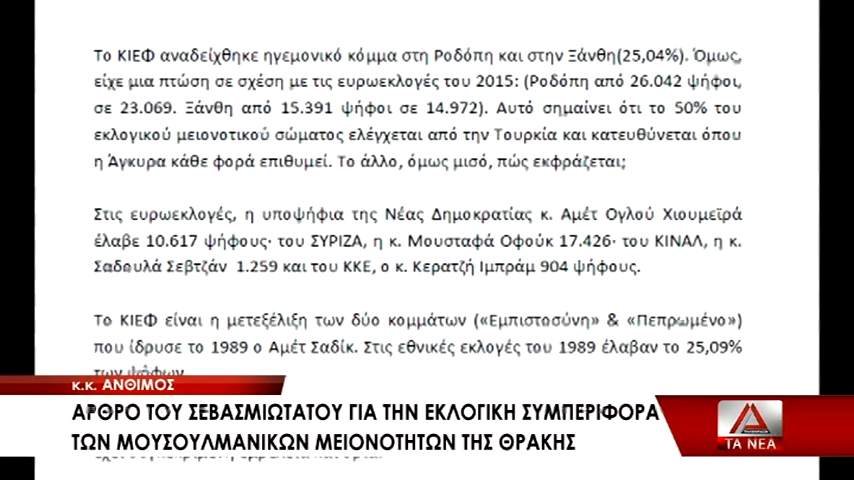 Το ΚΙΕΦ αναδείχθηκε ηγεμονικό κόμμα στη Ροδόπη και στην Ξάνθη(25,04%). Όμως,
είχε μια πτώση σε σχέση με τις ευρωεκλογές του 2015: (Ροδόπη από 26.042 ψήφοι,
σε 23.069. Ξάνθη από 15.391 ψήφοι σε 14.972). Αυτό σημαίνει ότι το 50% του
εκλογικού μειονοτικού σώματος ελέγχεται από την Τουρκία και κατευθύνεται όπου
η Άγκυρα κάθε φορά επιθυμεί. Το άλλο, όμως μισό, πώς εκφράζεται;
Στις ευρωεκλογές, η υποψήφια της Νέας Δημοκρατίας κ. Αμέτ Ογλού Χιουμεϊρά
έλαβε 10.617 ψήφους· του ΣΥΡΙΖΑ, η κ. Μουσταφά Οφούκ 17.426· του ΚΙΝΑΛ, η κ.
Σαδουλά Σεβτζάν 1.259 και του ΚΚΕ, ο κ. Κερατζή Ιμπράμ 904 ψήφους.
Το ΚΙΕΦ είναι η μετεξέλιξη των δύο κομμάτων («Εμπιστοσύνη» & «Πεπρωμένο»)
που ίδρυσε το 1989 ο Αμέτ Σαδίκ. Στις εθνικές εκλογές του 1989 έλαβαν το 25,09%
των ψήφων
κ.κ. ΑΝΘΙΜΟΣ
ΑΡΘΡΟ ΤΟΥ ΣΕΒΑΣΜΙΩΤΑΤΟΥ ΓΙΑ ΤΗΝ ΕΚΛΟΓΙΚΗ ΣΥΜΠΕΡΙΦΟΡΑ
ΤΩΝ ΜΟΥΣΟΥΛΜΑΝΙΚΩΝ ΜΕΙΟΝΟΤΗΤΩΝ ΤΗΣ ΘΡΑΚΗΣ
ΤΑ ΝΕΑ